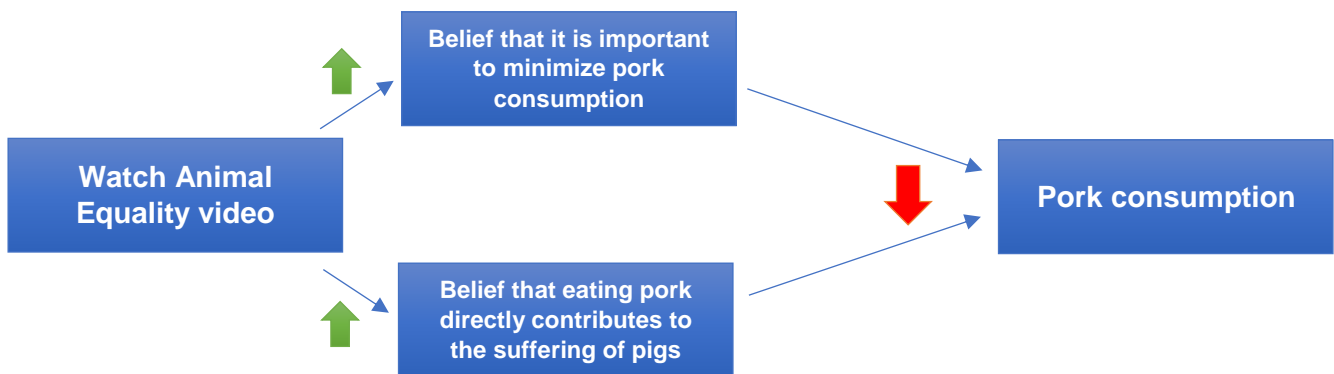 Belief that it is important
to minimize pork
consumption
Watch Animal
Equality video
Pork consumption
Belief that eating pork
directly contributes to
the suffering of pigs